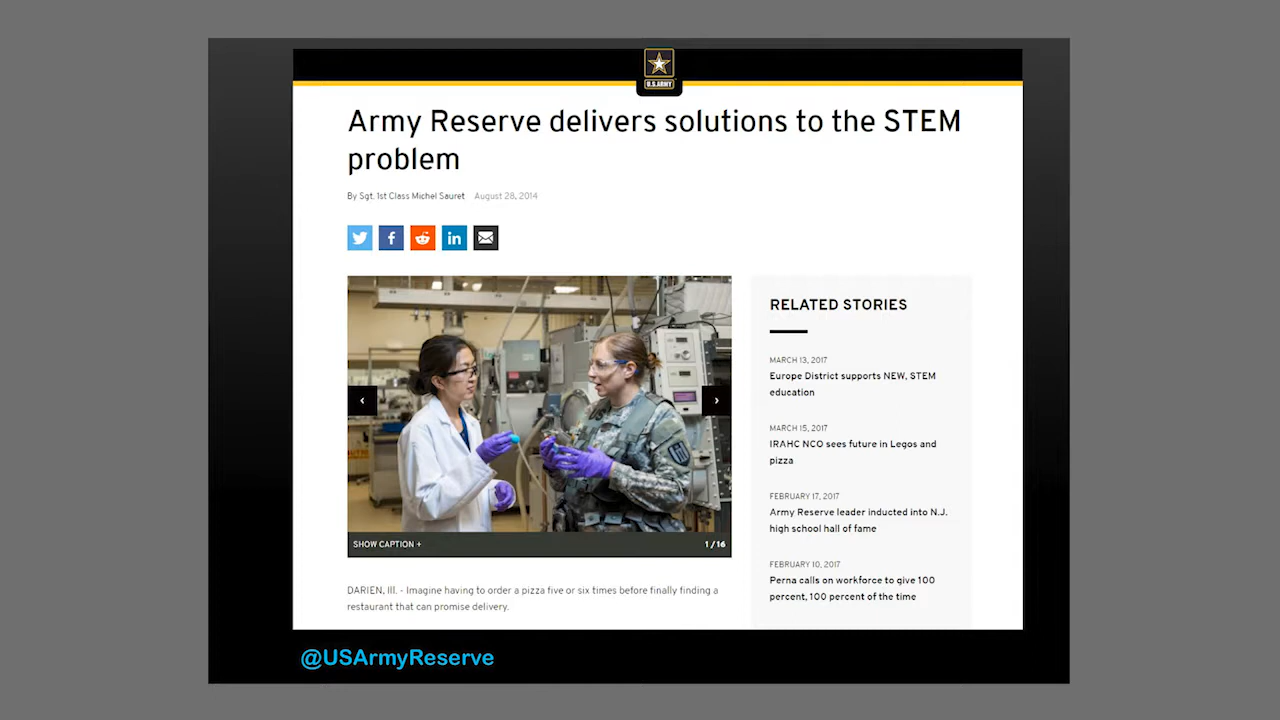 U.S.ARMY
Army Reserve delivers solutions to the STEM
problem
By Sgt. 1st Class Michel Sauret August 28, 2014
SHOW CAPTION +
1 / 16
DARIEN, Ill. - Imagine having to order a pizza five or six times before finally finding a
restaurant that can promise delivery.
RELATED STORIES
MARCH 13, 2017
Europe District supports NEW, STEM
education
MARCH 15, 2017
IRAHC NCO sees future in Legos and
pizza
FEBRUARY 17, 2017
Army Reserve leader inducted into N.J.
high school hall of fame
FEBRUARY 10, 2017
Perna calls on workforce to give 100
percent, 100 percent of the time
@USArmyReserve